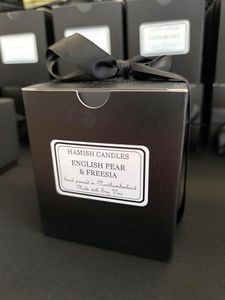 HAMISH CANDLES
ENGLISH PEAR
& FREESIA
hand poured in Northumberland
Made with Soy Wax